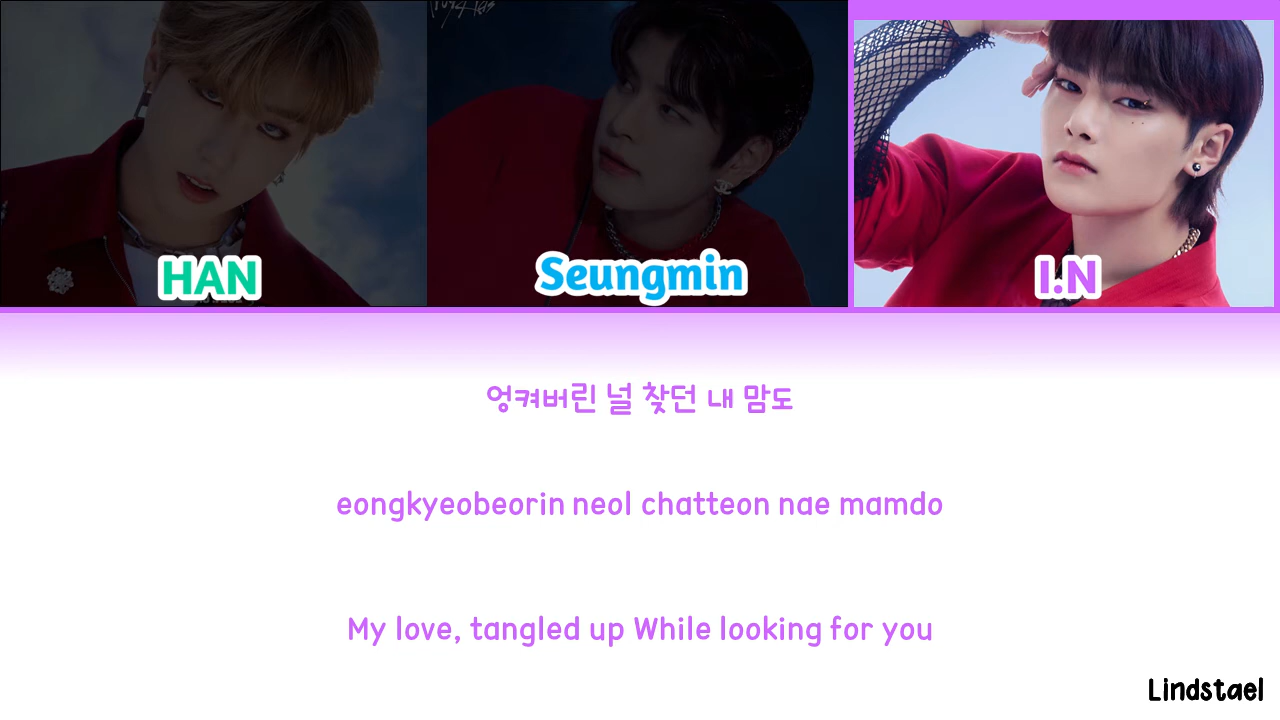 HAN
Seungmin
I.N
엉켜버린 널 찾던 내 맘도
eongkyeobeorin neol chatteon nae mamdo
My love, tangled up While looking for you
Lindstael